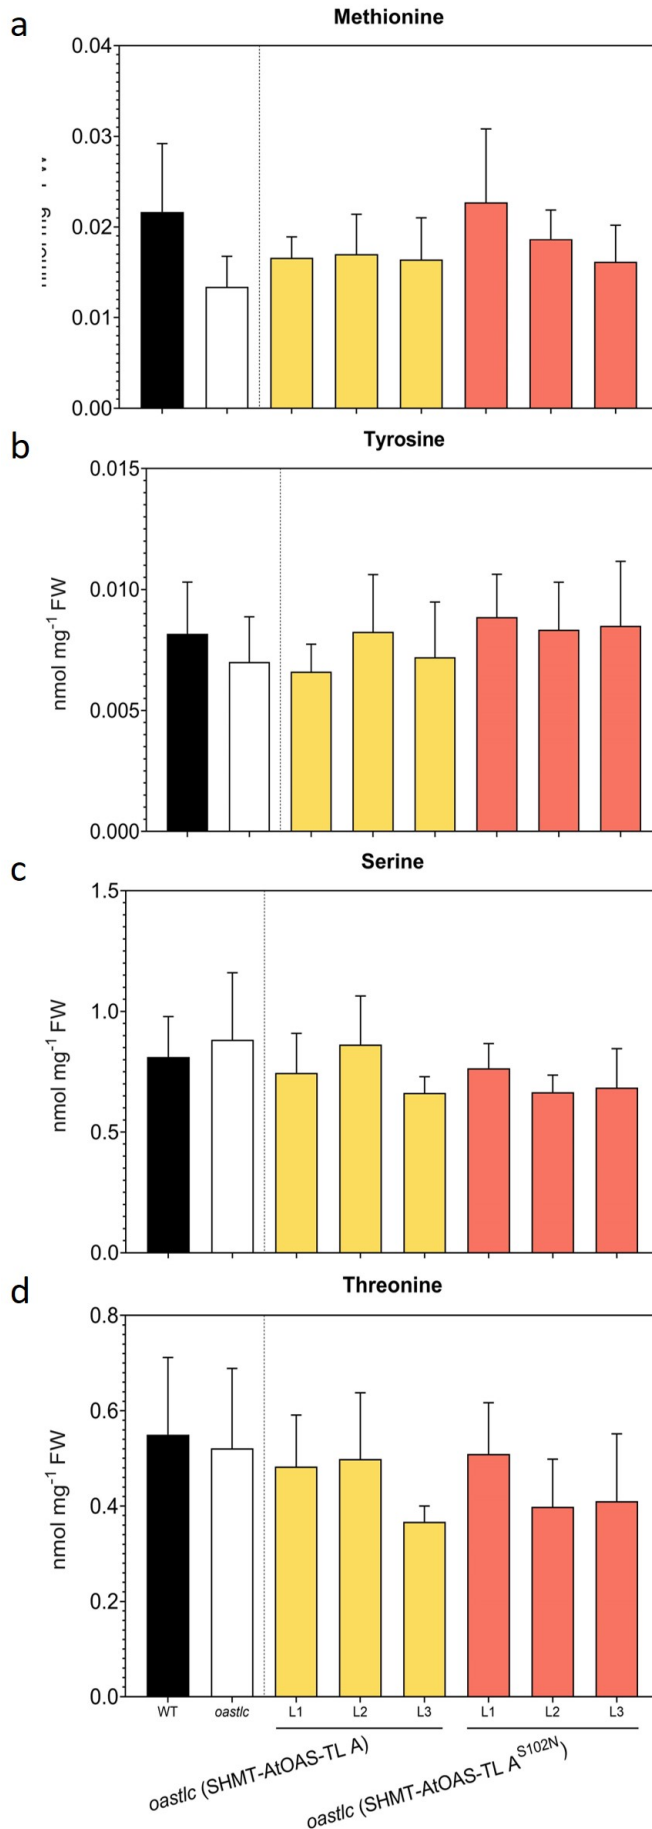 a
Methionine
0.04
0.03
0.02
0.01
0.00
b
Tyrosine
0.015
0.010
0.005
0.000
nmol mg⁻¹ FW
c
Serine
1.5
1.0
0.5
0.0
nmol mg⁻¹ FW
d
Threonine
0.8
0.6
0.4
0.2
0.0
nmol mg⁻¹ FW
WT oastlc L1 L2 L3 L1 L2 L3
oastlc (SHMT-AtOAS-TL A)
oastlc (SHMT-AtOAS-TL A^S102N)